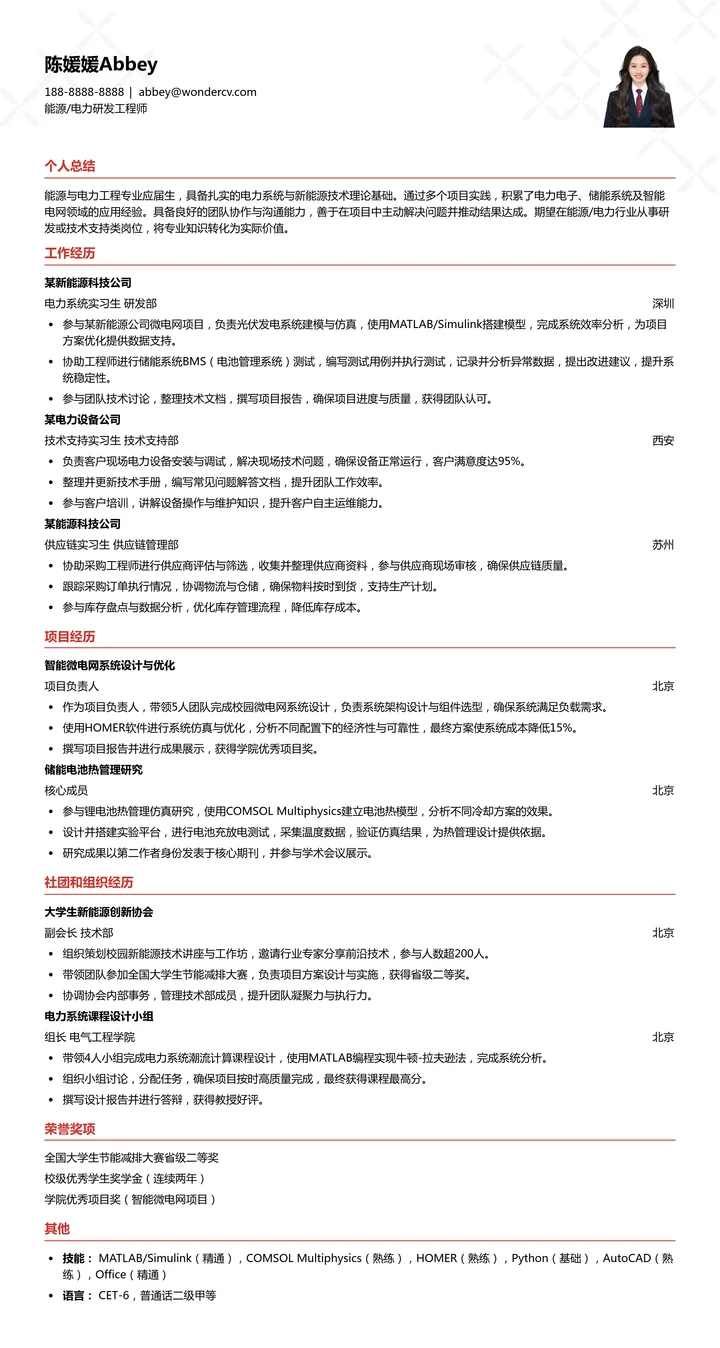 陈媛媛Abbey
188-8888-8888 | abbey@wondercv.com
能源/电力研发工程师
个人总结
能源与电力工程专业应届生，具备扎实的电力系统与新能源技术理论基础。通过多个项目实践，积累了电力电子、储能系统及智能
电网领域的应用经验。具备良好的团队协作与沟通能力，善于在项目中主动解决问题并推动结果达成。期望在能源/电力行业从事研
发或技术支持类岗位，将专业知识转化为实际价值。
工作经历
某新能源科技公司
电力系统实习生 研发部 深圳
• 参与某新能源公司微电网项目，负责光伏发电系统建模与仿真，使用MATLAB/Simulink搭建模型，完成系统效率分析，为项目
方案优化提供数据支持。
• 协助工程师进行储能系统BMS（电池管理系统）测试，编写测试用例并执行测试，记录并分析异常数据，提出改进建议，提升系
统稳定性。
• 参与团队技术讨论，整理技术文档，撰写项目报告，确保项目进度与质量，获得团队认可。
某电力设备公司
技术支持实习生 技术支持部 西安
• 负责客户现场电力设备安装与调试，解决现场技术问题，确保设备正常运行，客户满意度达95%。
• 整理并更新技术手册，编写常见问题解答文档，提升团队工作效率。
• 参与客户培训，讲解设备操作与维护知识，提升客户自主运维能力。
某能源科技公司
供应链实习生 供应链管理部 苏州
• 协助采购工程师进行供应商评估与筛选，收集并整理供应商资料，参与供应商现场审核，确保供应链质量。
• 跟踪采购订单执行情况，协调物流与仓储，确保物料按时到货，支持生产计划。
• 参与库存盘点与数据分析，优化库存管理流程，降低库存成本。
项目经历
智能微电网系统设计与优化
项目负责人 北京
• 作为项目负责人，带领5人团队完成校园微电网系统设计，负责系统架构设计与组件选型，确保系统满足负载需求。
• 使用HOMER软件进行系统仿真与优化，分析不同配置下的经济性与可靠性，最终方案使系统成本降低15%。
• 撰写项目报告并进行成果展示，获得学院优秀项目奖。
储能电池热管理研究
核心成员 北京
• 参与锂电池热管理仿真研究，使用COMSOL Multiphysics建立电池热模型，分析不同冷却方案的效果。
• 设计并搭建实验平台，进行电池充放电测试，采集温度数据，验证仿真结果，为热管理设计提供依据。
• 研究成果以第二作者身份发表于核心期刊，并参与学术会议展示。
社团和组织经历
大学生新能源创新协会
副会长 技术部 北京
• 组织策划校园新能源技术讲座与工作坊，邀请行业专家分享前沿技术，参与人数超200人。
• 带领团队参加全国大学生节能减排大赛，负责项目方案设计与实施，获得省级二等奖。
• 协调协会内部事务，管理技术部成员，提升团队凝聚力与执行力。
电力系统课程设计小组
组长 电气工程学院 北京
• 带领4人小组完成电力系统潮流计算课程设计，使用MATLAB编程实现牛顿-拉夫逊法，完成系统分析。
• 组织小组讨论，分配任务，确保项目按时高质量完成，最终获得课程最高分。
• 撰写设计报告并进行答辩，获得教授好评。
荣誉奖项
全国大学生节能减排大赛省级二等奖
校级优秀学生奖学金（连续两年）
学院优秀项目奖（智能微电网项目）
其他
• 技能： MATLAB/Simulink（精通），COMSOL Multiphysics（熟练），HOMER（熟练），Python（基础），AutoCAD（熟
练），Office（精通）
• 语言： CET-6，普通话二级甲等